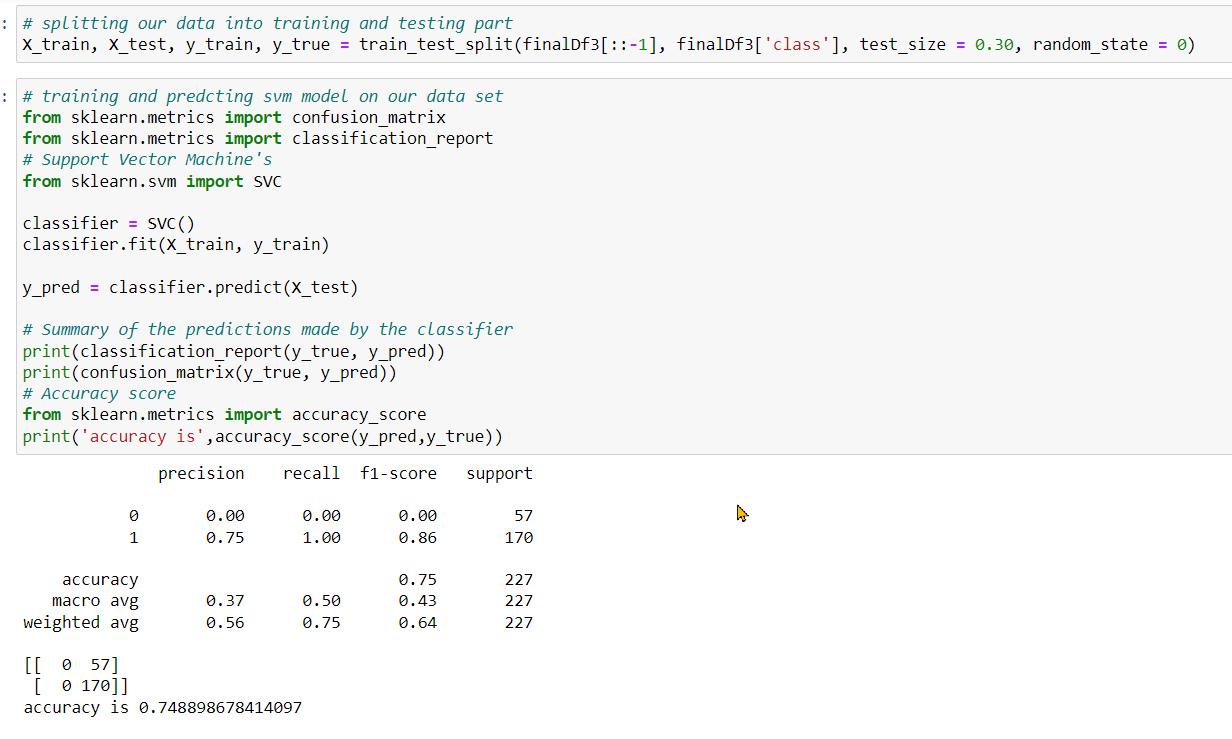 : # splitting our data into training and testing part
X_train, X_test, y_train, y_true = train_test_split(finalDf3[::-1], finalDf3['class'], test_size = 0.30, random_state = 0)
: # training and predcting svm model on our data set
from sklearn.metrics import confusion_matrix
from sklearn.metrics import classification_report
# Support Vector Machine's
from sklearn.svm import SVC
classifier = SVC()
classifier.fit(X_train, y_train)
y_pred = classifier.predict(X_test)
# Summary of the predictions made by the classifier
print(classification_report(y_true, y_pred))
print(confusion_matrix(y_true, y_pred))
# Accuracy score
from sklearn.metrics import accuracy_score
print('accuracy is',accuracy_score(y_pred,y_true))
precision recall f1-score support
0 0.00 0.00 0.00 57
1 0.75 1.00 0.86 170
accuracy 0.75 227
macro avg 0.37 0.50 0.43 227
weighted avg 0.56 0.75 0.64 227
[[ 0 57]
[ 0 170]]
accuracy is 0.748898678414097